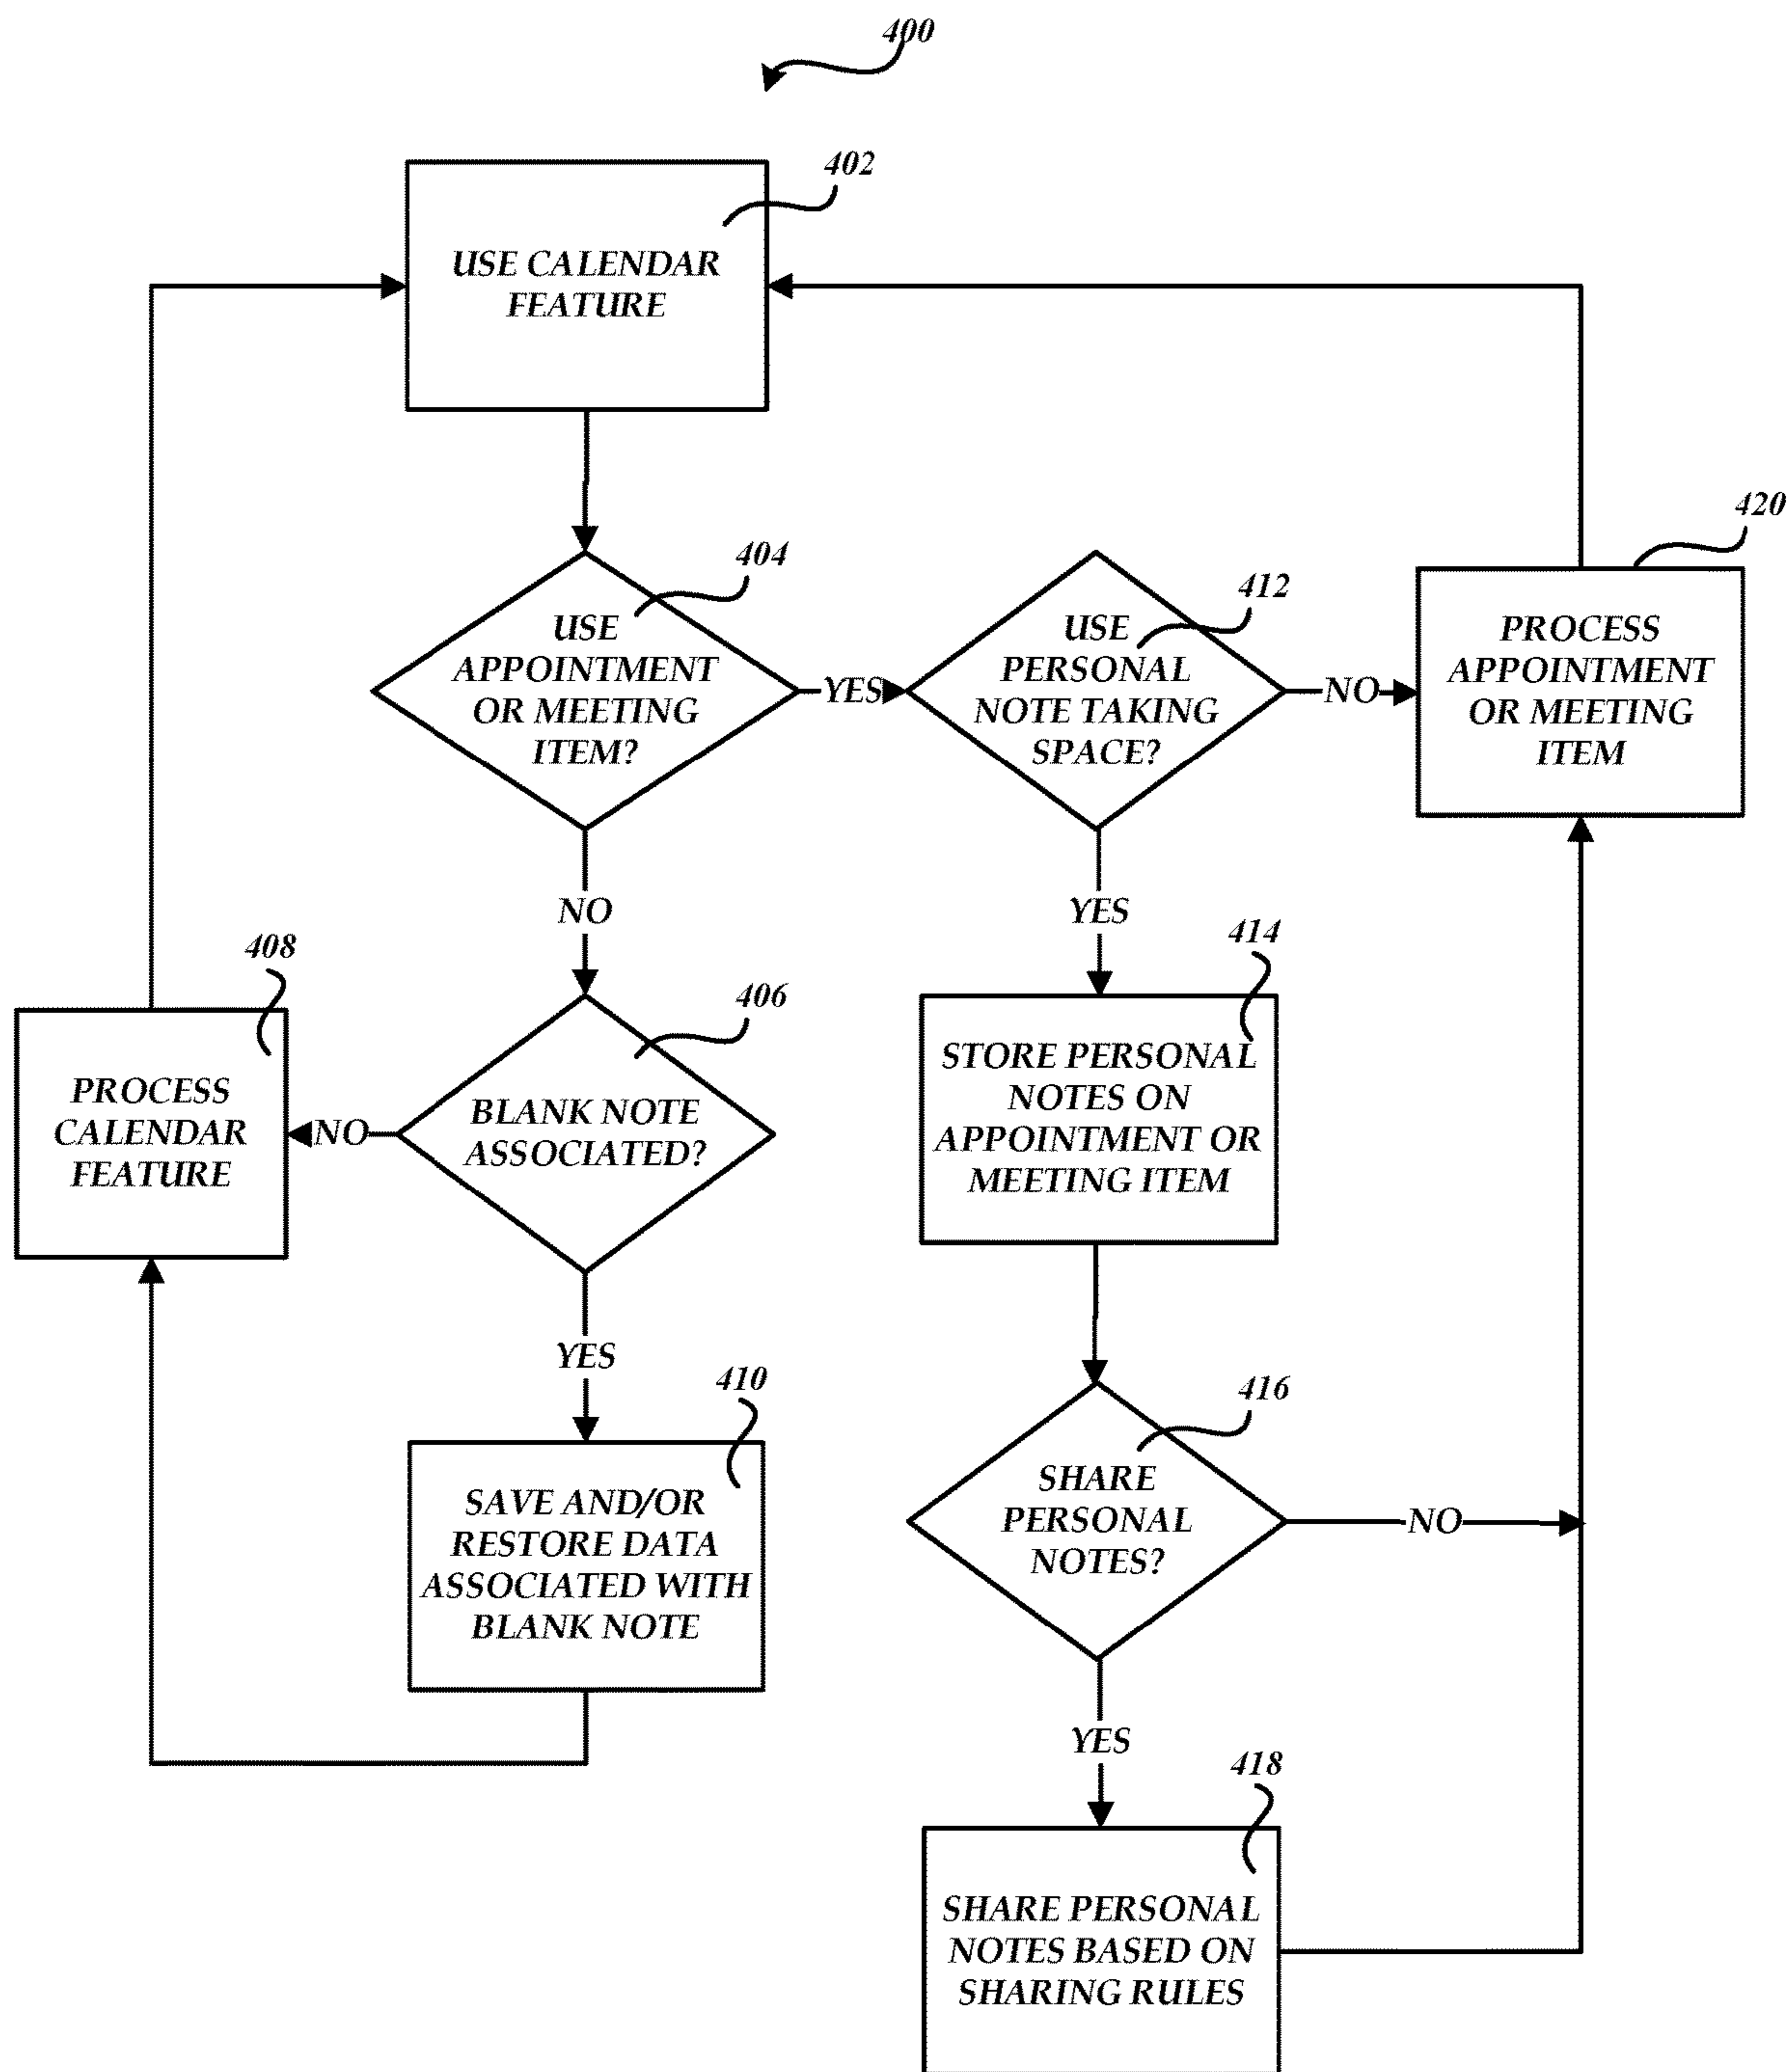 400
402
USE CALENDAR
FEATURE
404
USE
APPOINTMENT
OR MEETING
ITEM?
YES
412
USE
PERSONAL
NOTE TAKING
SPACE?
NO
420
PROCESS
APPOINTMENT
OR MEETING
ITEM
NO
YES
408
PROCESS
CALENDAR
FEATURE
NO
406
BLANK NOTE
ASSOCIATED?
414
STORE PERSONAL
NOTES ON
APPOINTMENT OR
MEETING ITEM
YES
410
SAVE AND/OR
RESTORE DATA
ASSOCIATED WITH
BLANK NOTE
416
SHARE
PERSONAL
NOTES?
NO
YES
418
SHARE PERSONAL
NOTES BASED ON
SHARING RULES